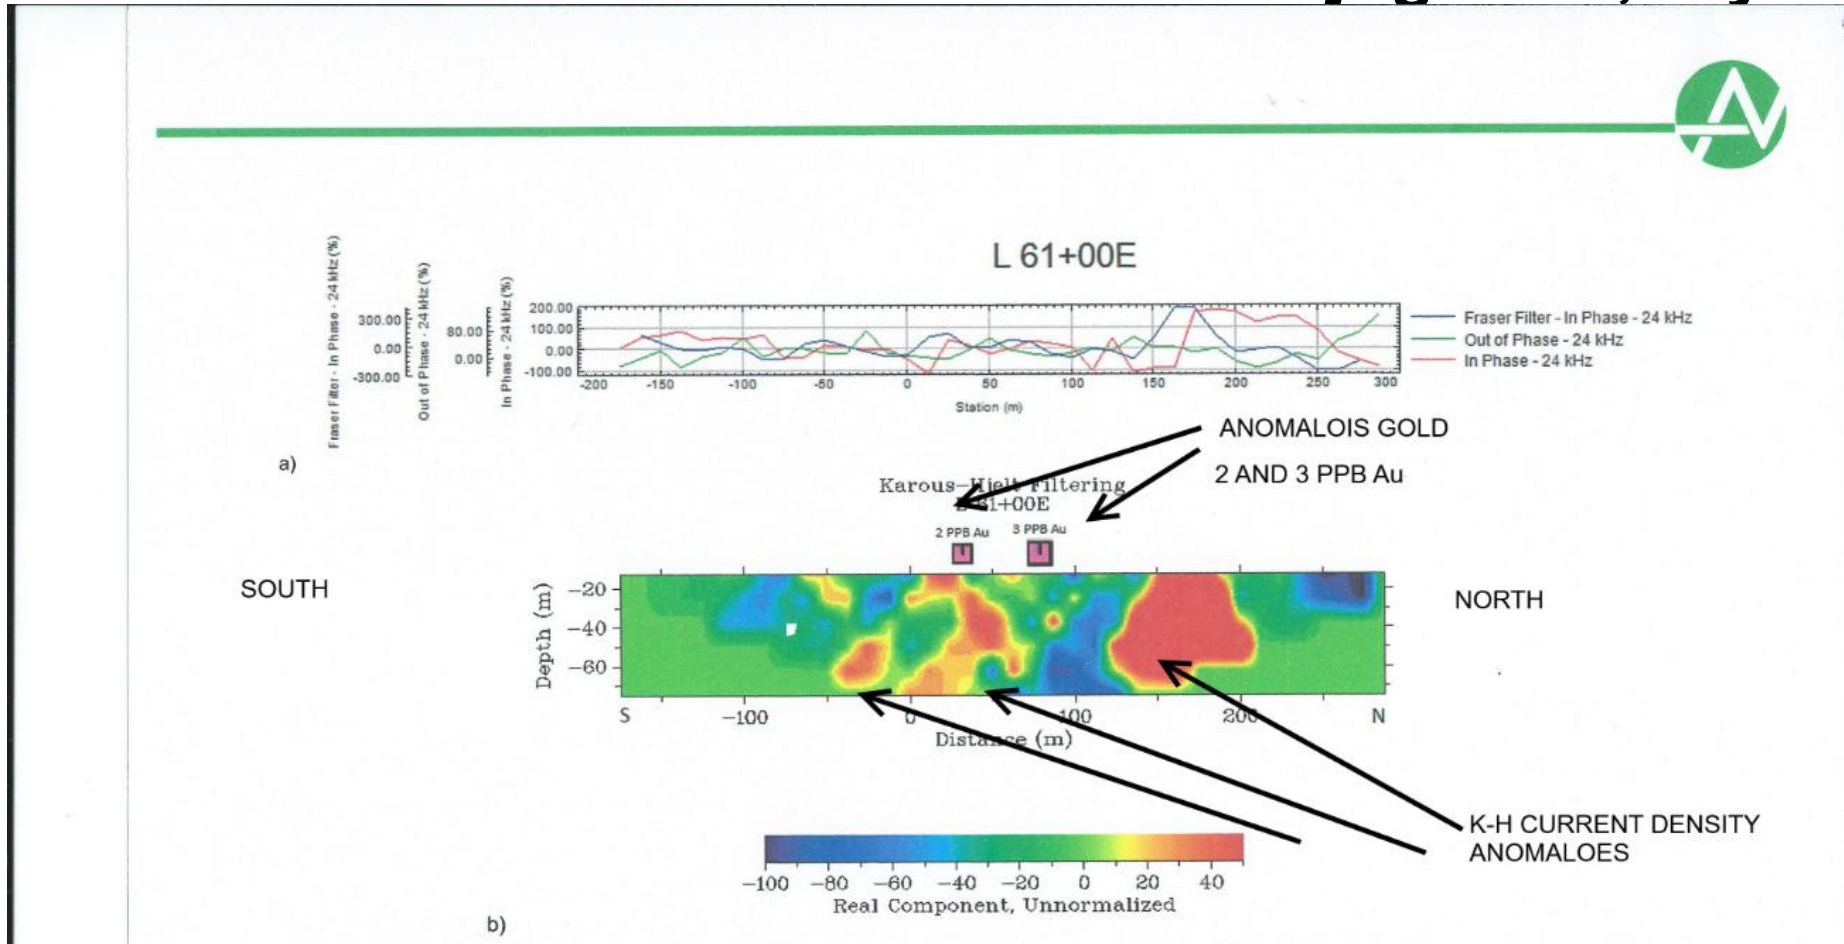 L 61+00E
Fraser Filter - In Phase - 24 kHz (%)
300.00
0.00
-300.00
Out of Phase - 24 kHz (%)
80.00
0.00
In Phase - 24 kHz (%)
200.00
100.00
0.00
-100.00
-200 -150 -100 -50 0 50 100 150 200 250 300
Station (m)
Fraser Filter - In Phase - 24 kHz
Out of Phase - 24 kHz
In Phase - 24 kHz
a)
ANOMALOIS GOLD
2 AND 3 PPB Au
Karous-Hjelt Filtering
L 61+00E
2 PPB Au 3 PPB Au
SOUTH
NORTH
Depth (m)
-20
-40
-60
S -100 0 100 200 N
Distance (m)
K-H CURRENT DENSITY
ANOMALOES
-100 -80 -60 -40 -20 0 20 40
Real Component, Unnormalized
b)